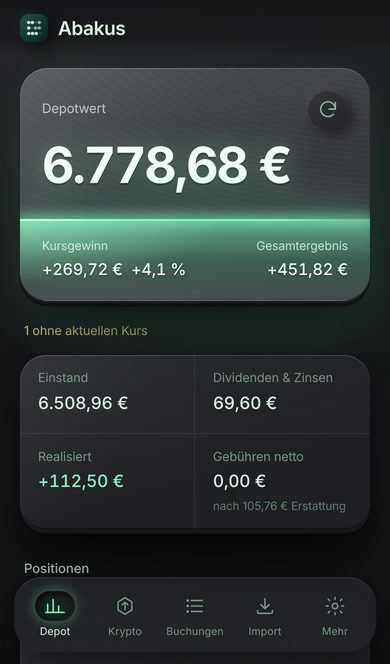 Abakus
Depotwert
6.778,68 €
Kursgewinn
Gesamtergebnis
+269,72 € +4,1 %
+451,82 €
1 ohne aktuellen Kurs
Einstand
Dividenden & Zinsen
6.508,96 €
69,60 €
Realisiert
Gebühren netto
+112,50 €
0,00 €
nach 105,76 € Erstattung
Positionen
Depot
Krypto
Buchungen
Import
Mehr